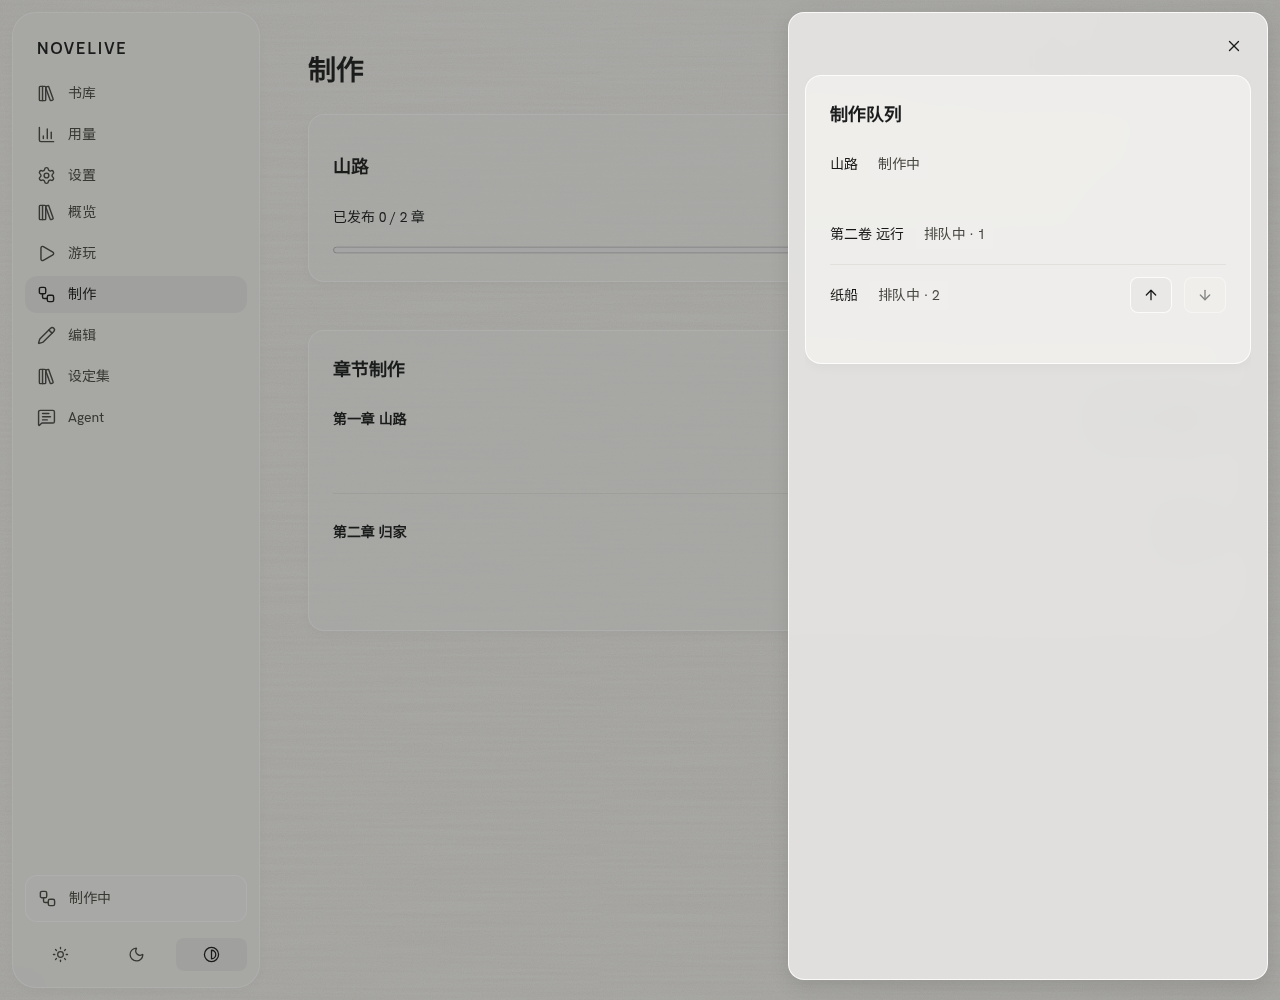 NOVELIVE
书库
用量
设置
概览
游玩
制作
编辑
设定集
Agent
制作中
制作
山路
已发布 0 / 2 章
章节制作
第一章 山路
第二章 归家
制作队列
山路 制作中
第二卷 远行 排队中 · 1
纸船 排队中 · 2